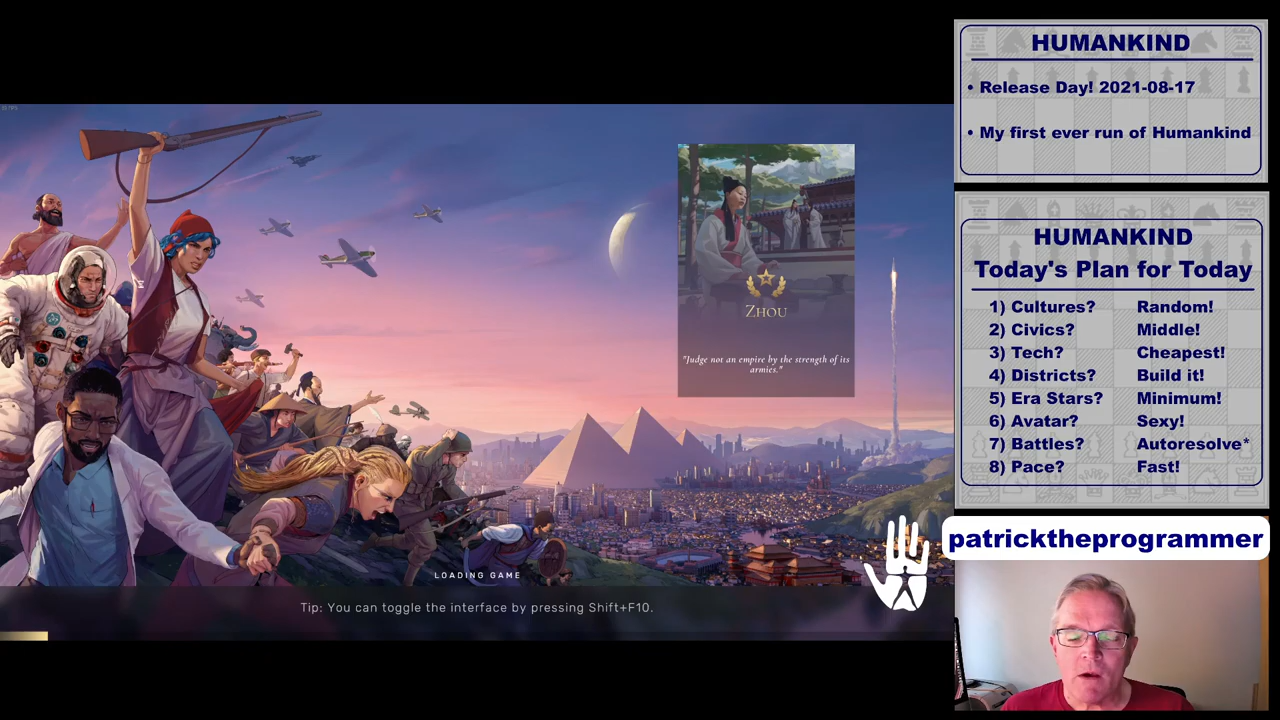 ZHOU
"Judge not an empire by the strength of its
armies."
LOADING GAME
Tip: You can toggle the interface by pressing Shift+F10.
HUMANKIND
• Release Day! 2021-08-17
• My first ever run of Humankind
HUMANKIND
Today's Plan for Today
1) Cultures? Random!
2) Civics? Middle!
3) Tech? Cheapest!
4) Districts? Build it!
5) Era Stars? Minimum!
6) Avatar? Sexy!
7) Battles? Autoresolve*
8) Pace? Fast!
patricktheprogrammer